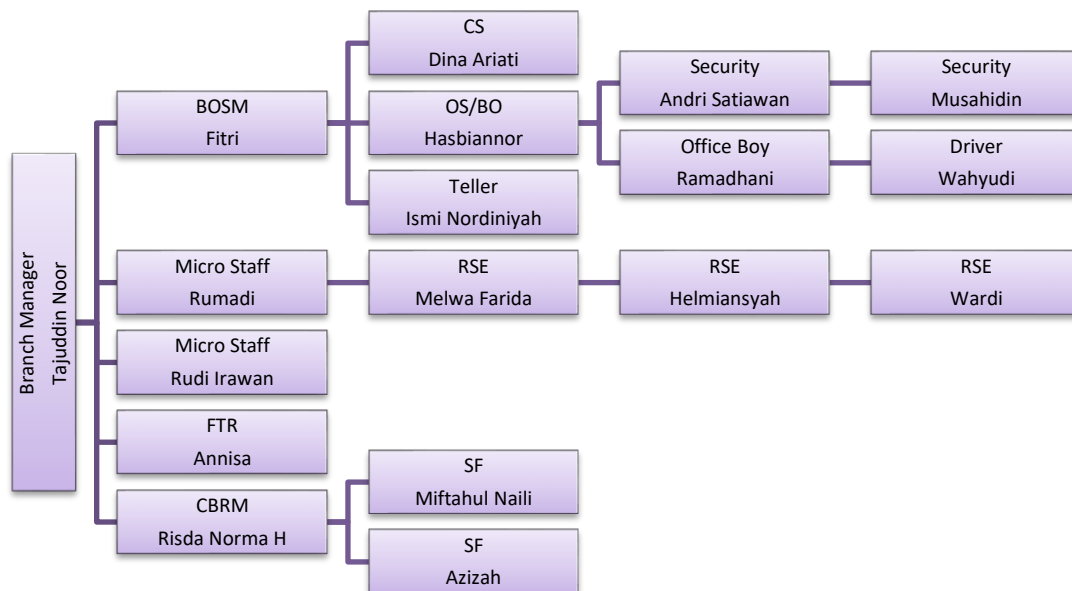 Branch Manager
Tajuddin Noor
BOSM
Fitri
CS
Dina Ariati
OS/BO
Hasbiannor
Security
Andri Satiawan
Security
Musahidin
Office Boy
Ramadhani
Driver
Wahyudi
Teller
Ismi Nordiniyah
Micro Staff
Rumadi
RSE
Melwa Farida
RSE
Helmiansyah
RSE
Wardi
Micro Staff
Rudi Irawan
FTR
Annisa
CBRM
Risda Norma H
SF
Miftahul Naili
SF
Azizah